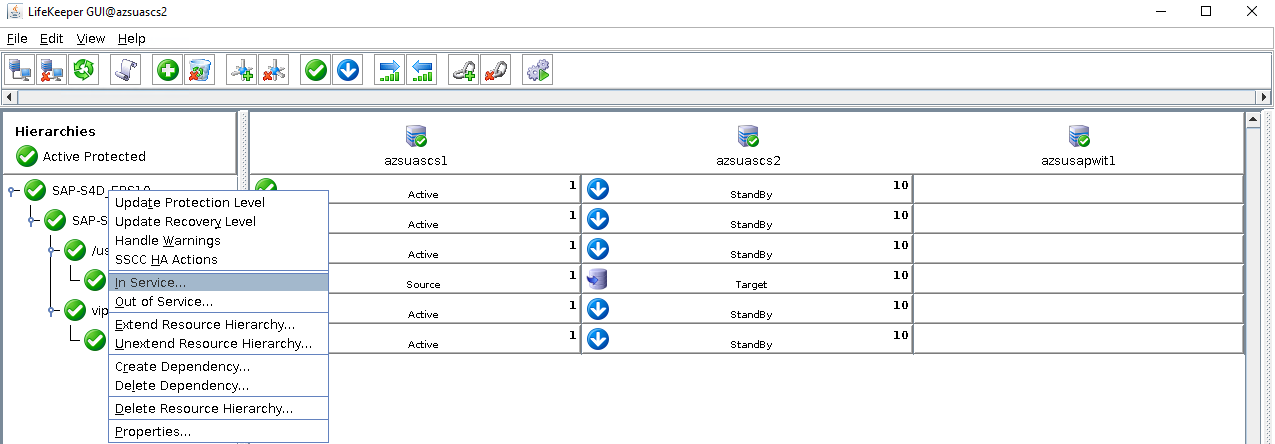 LifeKeeper GUI@azsuascs2
File Edit View Help
Hierarchies
Active Protected
azsuascs1 azsuascs2 azsusapwit1
SAP-S4D_ERS10
1 Active 10 StandBy
SAP-S
1 Active 10 StandBy
/us
1 Active 10 StandBy
1 Source 10 Target
vip
1 Active 10 StandBy
1 Active 10 StandBy
Update Protection Level
Update Recovery Level
Handle Warnings
SSCC HA Actions
In Service...
Out of Service...
Extend Resource Hierarchy...
Unextend Resource Hierarchy...
Create Dependency...
Delete Dependency...
Delete Resource Hierarchy...
Properties...